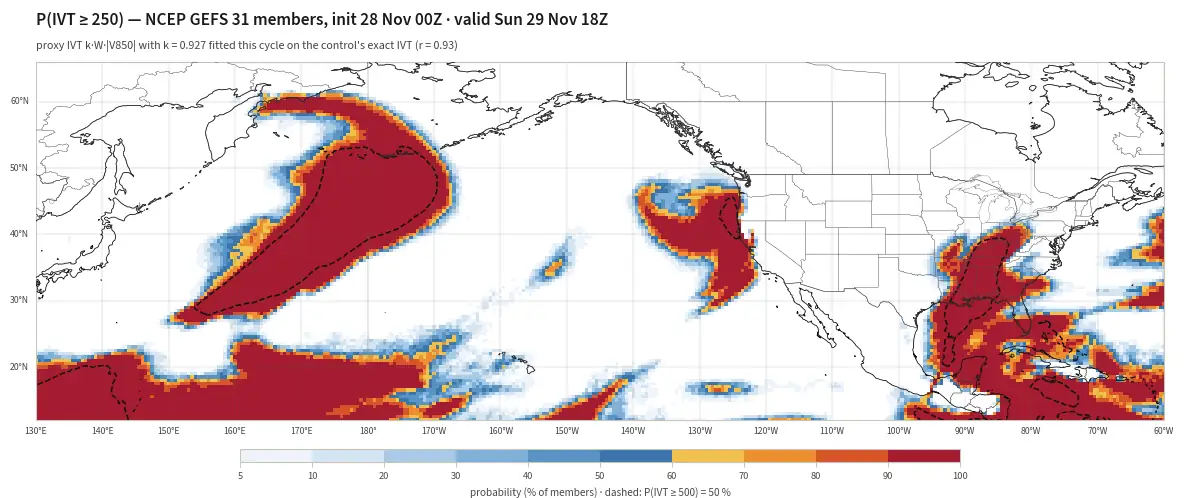 P(IVT ≥ 250) — NCEP GEFS 31 members, init 28 Nov 00Z · valid Sun 29 Nov 18Z
proxy IVT k·W·|V850| with k = 0.927 fitted this cycle on the control's exact IVT (r = 0.93)
60°N
50°N
40°N
30°N
20°N
130°E 140°E 150°E 160°E 170°E 180° 170°W 160°W 150°W 140°W 130°W 120°W 110°W 100°W 90°W 80°W 70°W 60°W
5 10 20 30 40 50 60 70 80 90 100
probability (% of members) · dashed: P(IVT ≥ 500) = 50 %